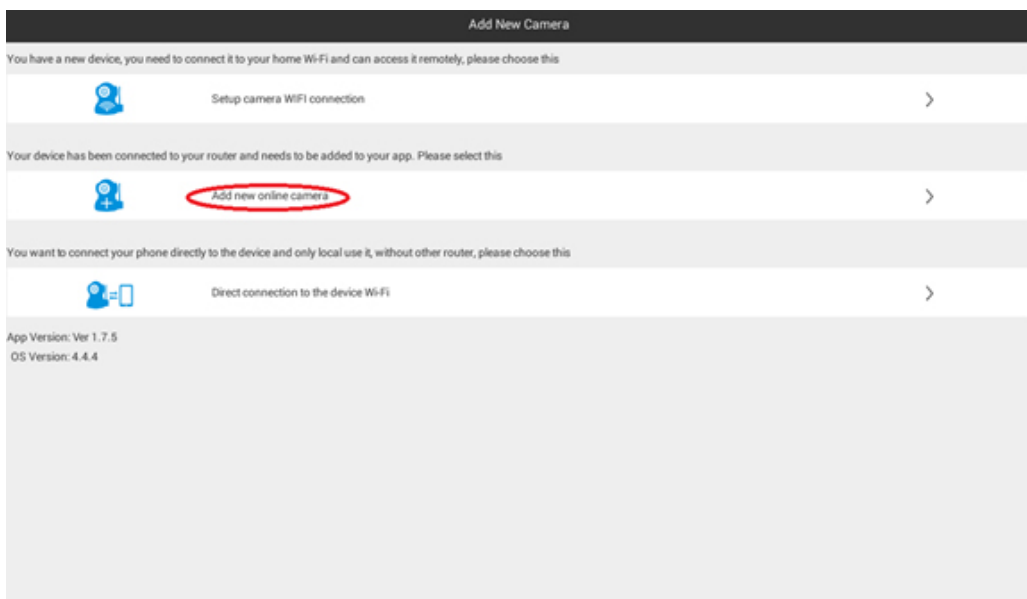 Add New Camera
You have a new device, you need to connect it to your home Wi-Fi and can access it remotely, please choose this
Setup camera WIFI connection
Your device has been connected to your router and needs to be added to your app. Please select this
Add new online camera
You want to connect your phone directly to the device and only local use it, without other router, please choose this
Direct connection to the device Wi-Fi
App Version: Ver 1.7.5
OS Version: 4.4.4